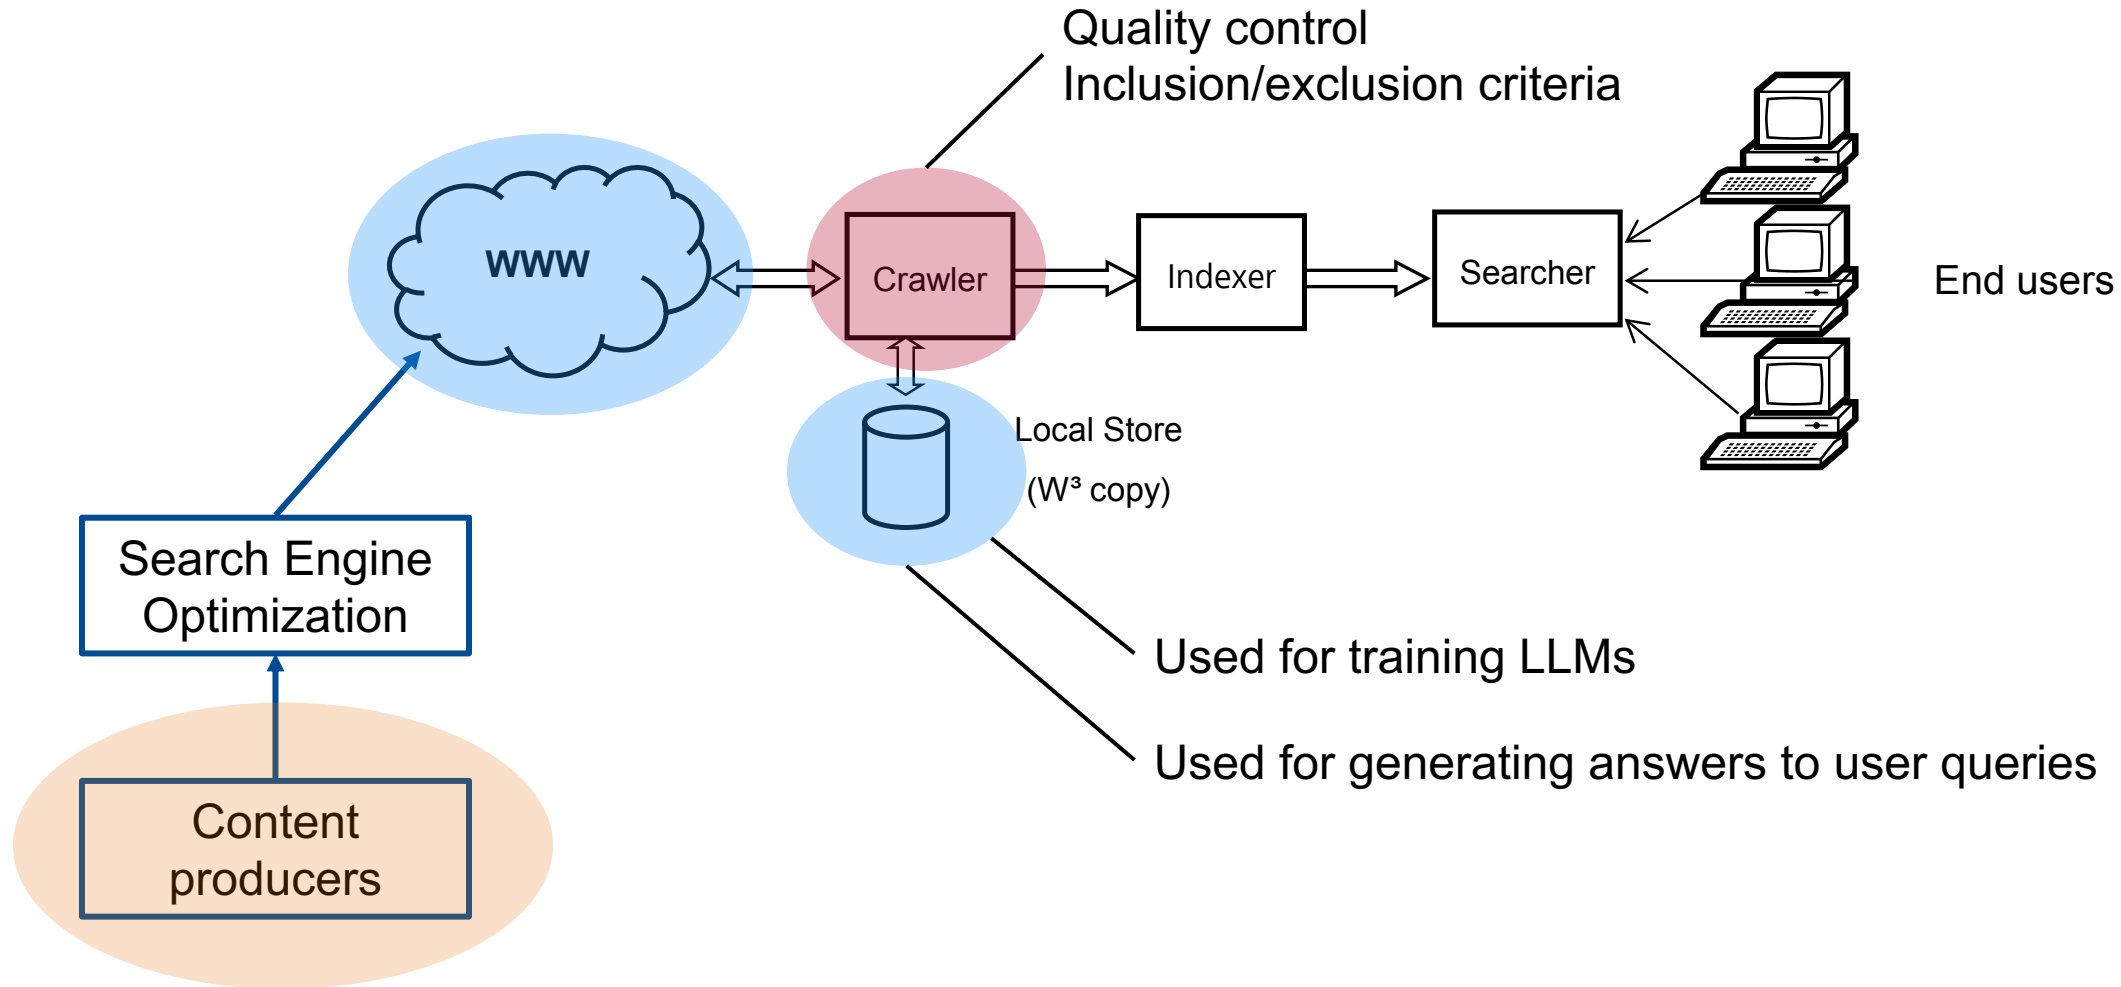 Quality control
Inclusion/exclusion criteria
WWW
Crawler
Indexer
Searcher
End users
Local Store
(W³ copy)
Search Engine
Optimization
Used for training LLMs
Used for generating answers to user queries
Content
producers